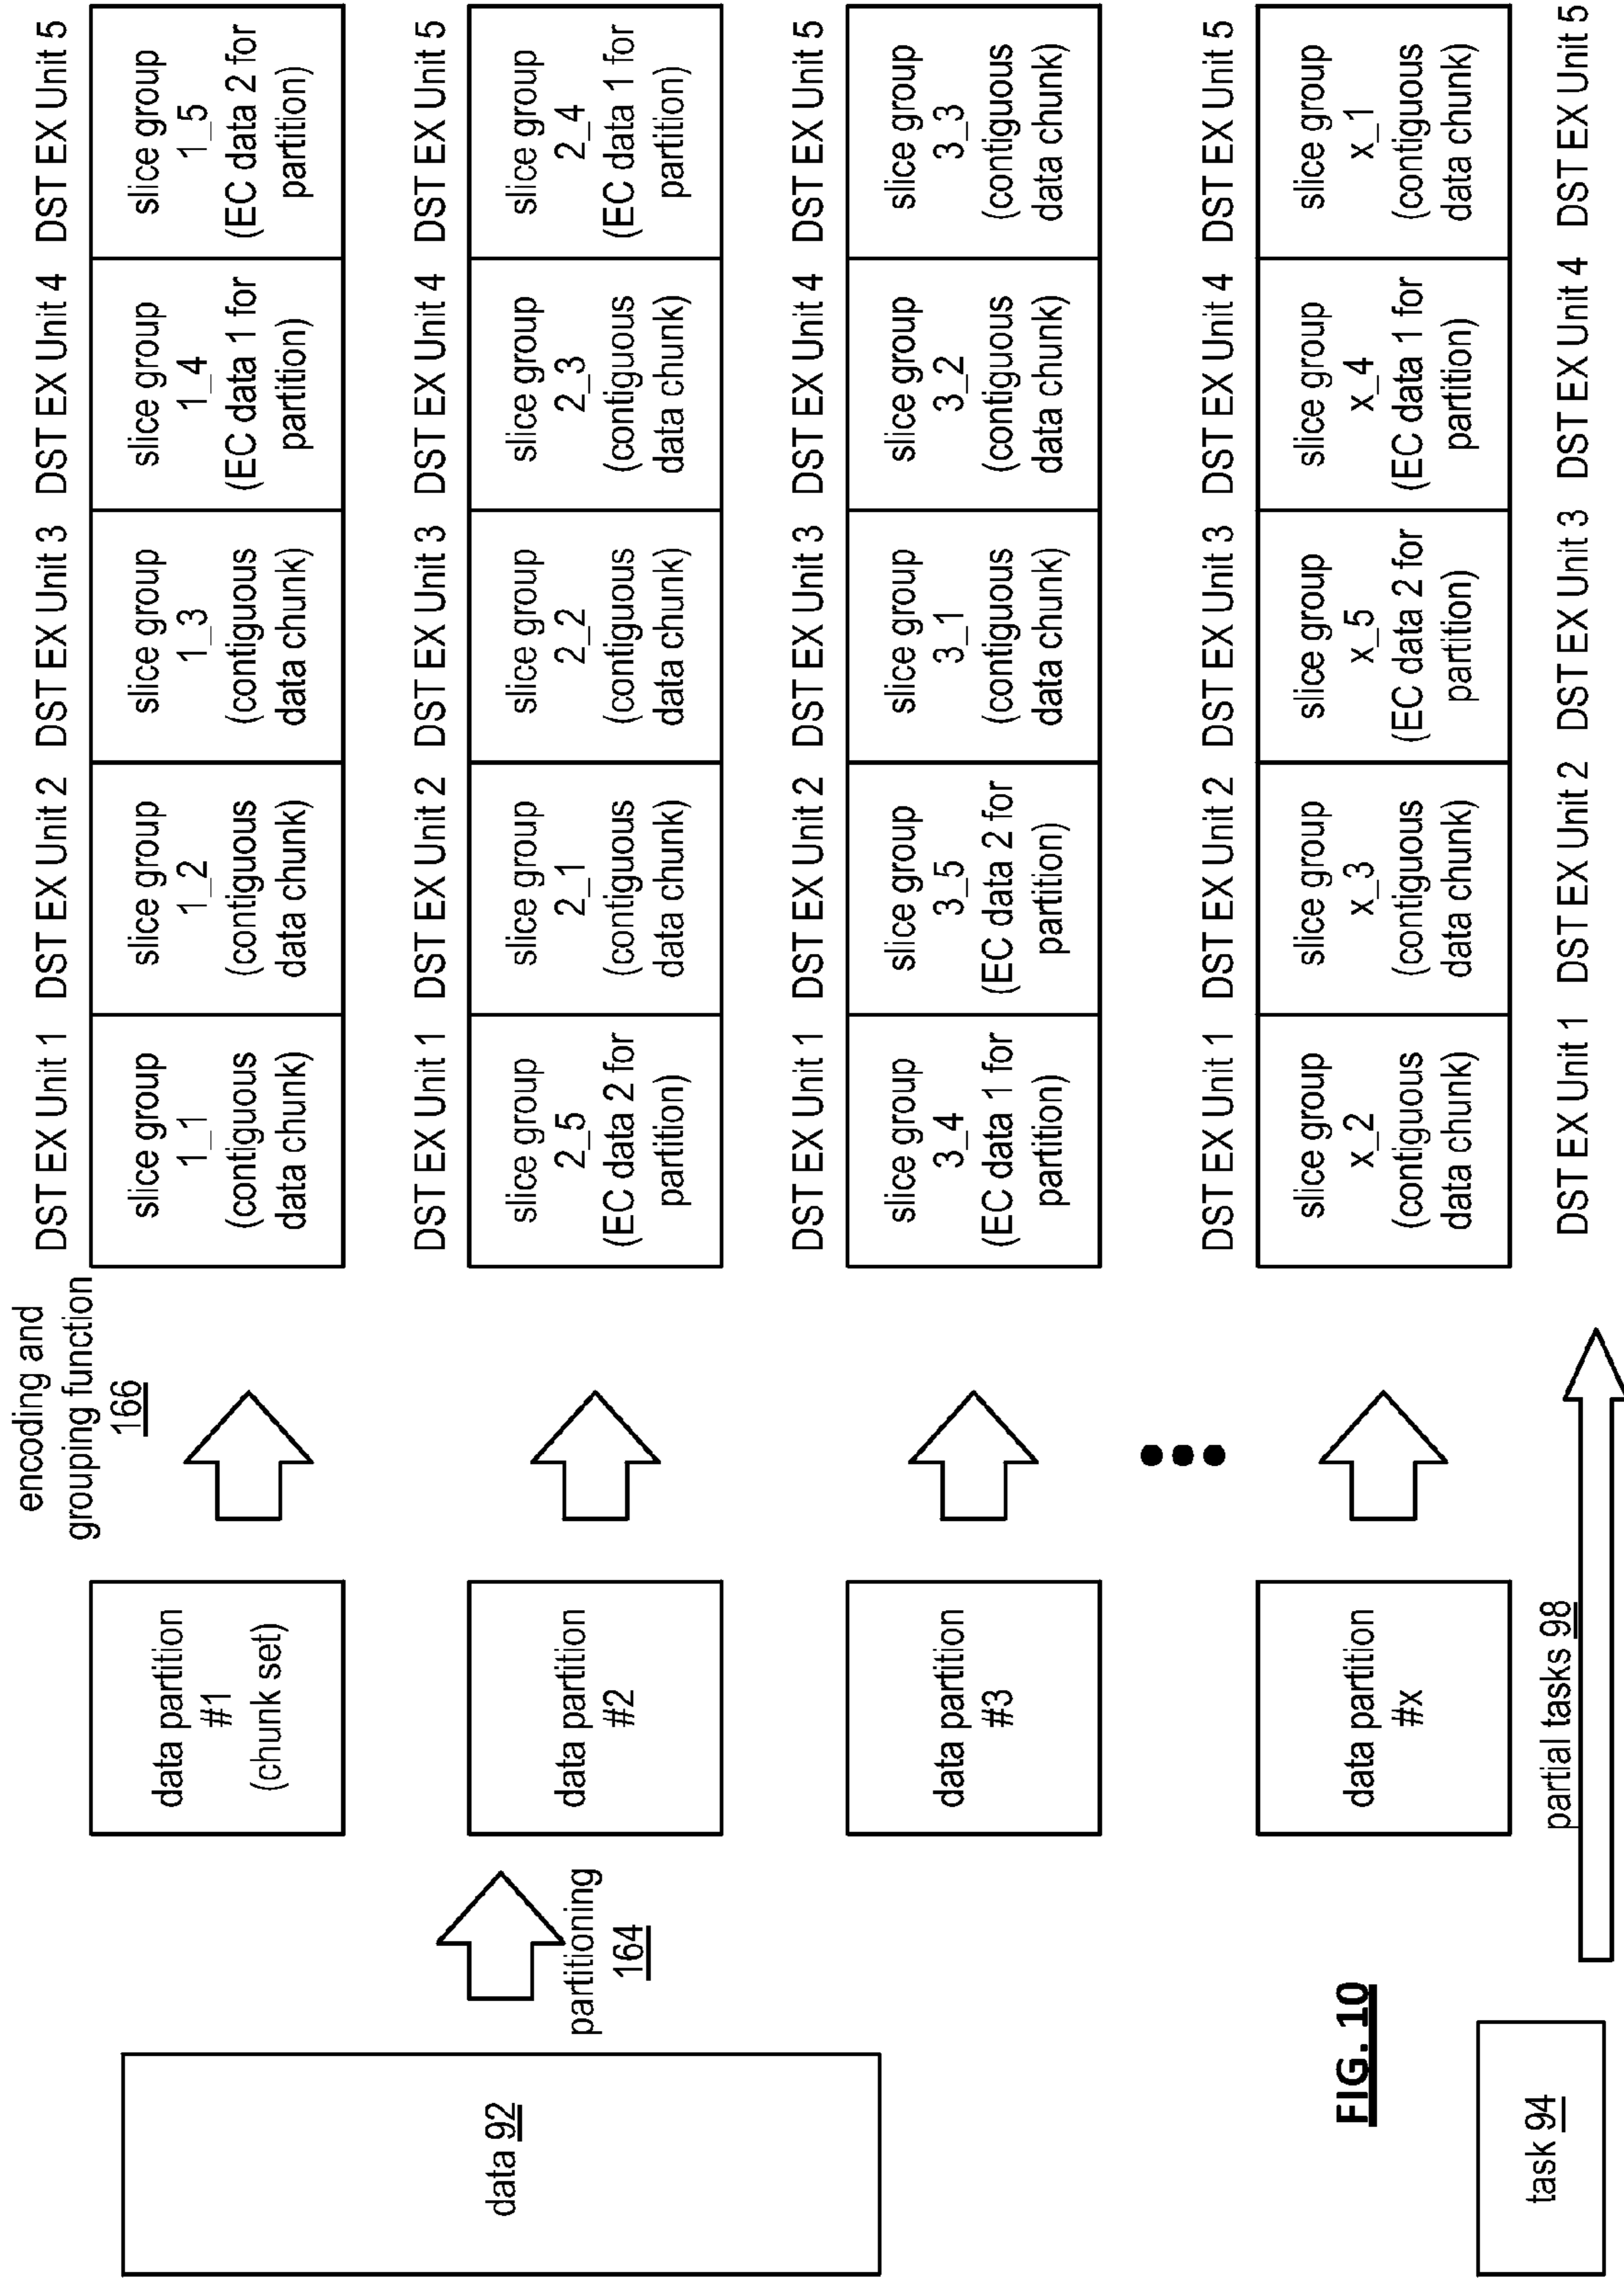 encoding and
grouping function
166
DST EX Unit 1 DST EX Unit 2 DST EX Unit 3 DST EX Unit 4 DST EX Unit 5
data 92
partitioning
164
data partition
#1
(chunk set)
slice group
1_1
(contiguous
data chunk)
slice group
1_2
(contiguous
data chunk)
slice group
1_3
(contiguous
data chunk)
slice group
1_4
(EC data 1 for
partition)
slice group
1_5
(EC data 2 for
partition)
DST EX Unit 1 DST EX Unit 2 DST EX Unit 3 DST EX Unit 4 DST EX Unit 5
data partition
#2
slice group
2_5
(EC data 2 for
partition)
slice group
2_1
(contiguous
data chunk)
slice group
2_2
(contiguous
data chunk)
slice group
2_3
(contiguous
data chunk)
slice group
2_4
(EC data 1 for
partition)
DST EX Unit 1 DST EX Unit 2 DST EX Unit 3 DST EX Unit 4 DST EX Unit 5
data partition
#3
slice group
3_4
(EC data 1 for
partition)
slice group
3_5
(EC data 2 for
partition)
slice group
3_1
(contiguous
data chunk)
slice group
3_2
(contiguous
data chunk)
slice group
3_3
(contiguous
data chunk)
DST EX Unit 1 DST EX Unit 2 DST EX Unit 3 DST EX Unit 4 DST EX Unit 5
data partition
#x
slice group
x_2
(contiguous
data chunk)
slice group
x_3
(contiguous
data chunk)
slice group
x_5
(EC data 2 for
partition)
slice group
x_4
(EC data 1 for
partition)
slice group
x_1
(contiguous
data chunk)
FIG. 10
task 94
partial tasks 98
DST EX Unit 1 DST EX Unit 2 DST EX Unit 3 DST EX Unit 4 DST EX Unit 5